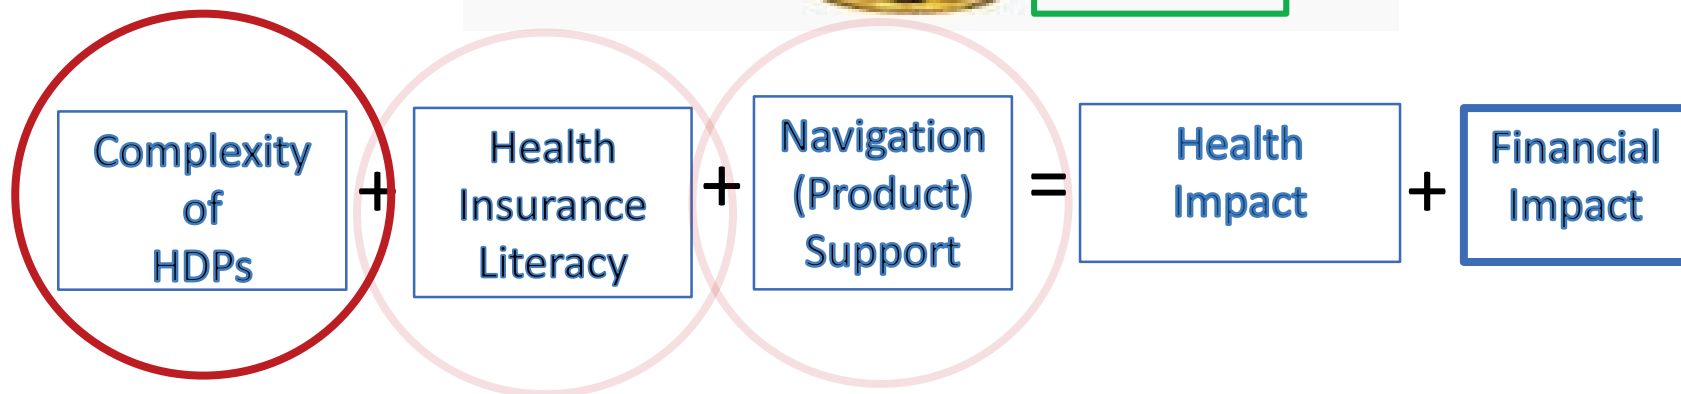 Complexity
of
HDPs
+
Health
Insurance
Literacy
+
Navigation
(Product)
Support
=
Health
Impact
+
Financial
Impact